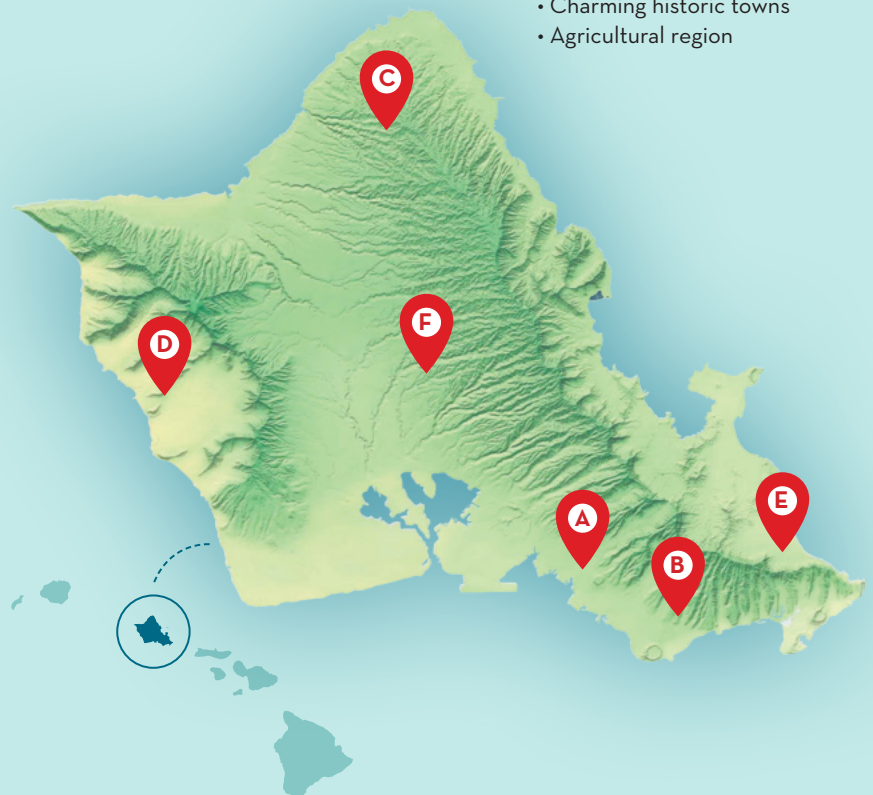 • Charming historic towns
• Agricultural region
C
F
D
E
A
B